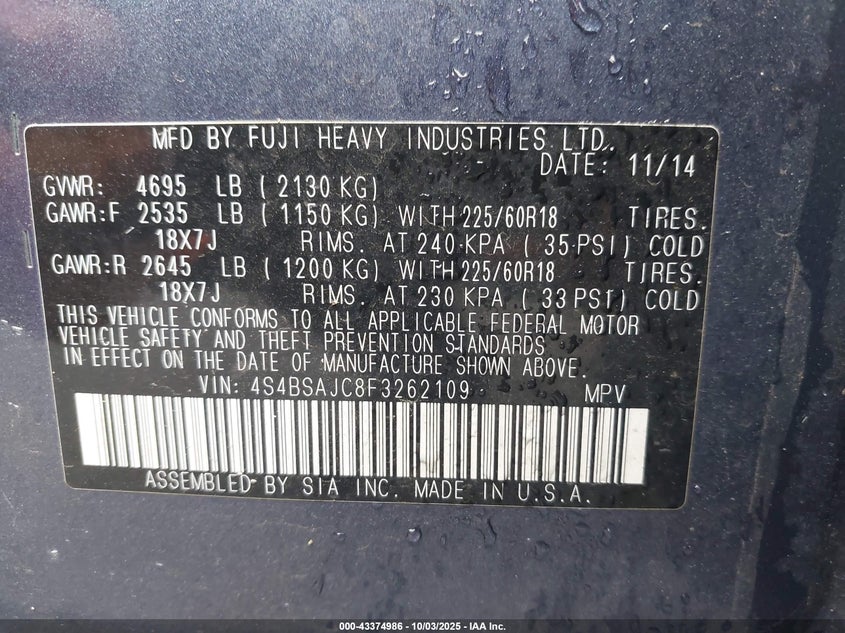 MFD BY FUJI HEAVY INDUSTRIES LTD.
DATE: 11/14
GVWR: 4695 LB ( 2130 KG)
GAWR:F 2535 LB ( 1150 KG) WITH 225/60R18 TIRES.
18X7J RIMS. AT 240 KPA ( 35 PSI) COLD
GAWR:R 2645 LB ( 1200 KG) WITH 225/60R18 TIRES.
18X7J RIMS. AT 230 KPA ( 33 PSI) COLD
THIS VEHICLE CONFORMS TO ALL APPLICABLE FEDERAL MOTOR
VEHICLE SAFETY AND THEFT PREVENTION STANDARDS
IN EFFECT ON THE DATE OF MANUFACTURE SHOWN ABOVE.
VIN: 4S4BSAJC8F3262109 MPV
ASSEMBLED BY SIA INC. MADE IN U.S.A.
000-43374986 - 10/03/2025 - IAA Inc.